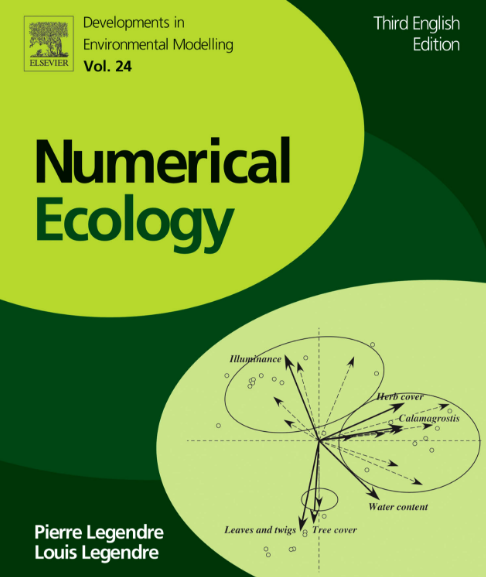 Developments in
Environmental Modelling
Vol. 24
ELSEVIER
Third English
Edition
Numerical
Ecology
Illuminance
Herb cover
Calamagrostis
Water content
Leaves and twigs
Tree cover
Pierre Legendre
Louis Legendre